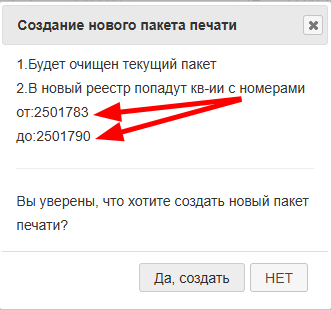 Создание нового пакета печати
1.Будет очищен текущий пакет
2.В новый реестр попадут кв-ии с номерами
от:2501783
до:2501790
Вы уверены, что хотите создать новый пакет
печати?
Да, создать
НЕТ